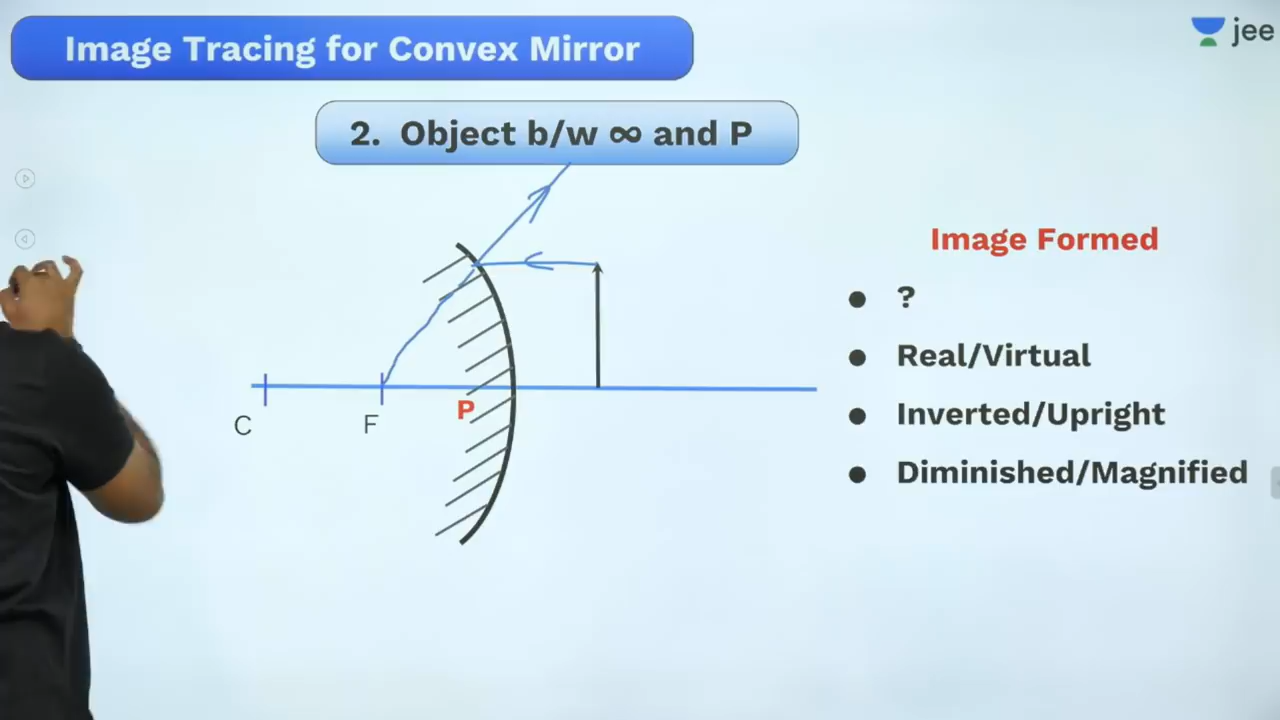 Image Tracing for Convex Mirror
jee
2. Object b/w ∞ and P
Image Formed
● ?
● Real/Virtual
● Inverted/Upright
● Diminished/Magnified
P
C
F